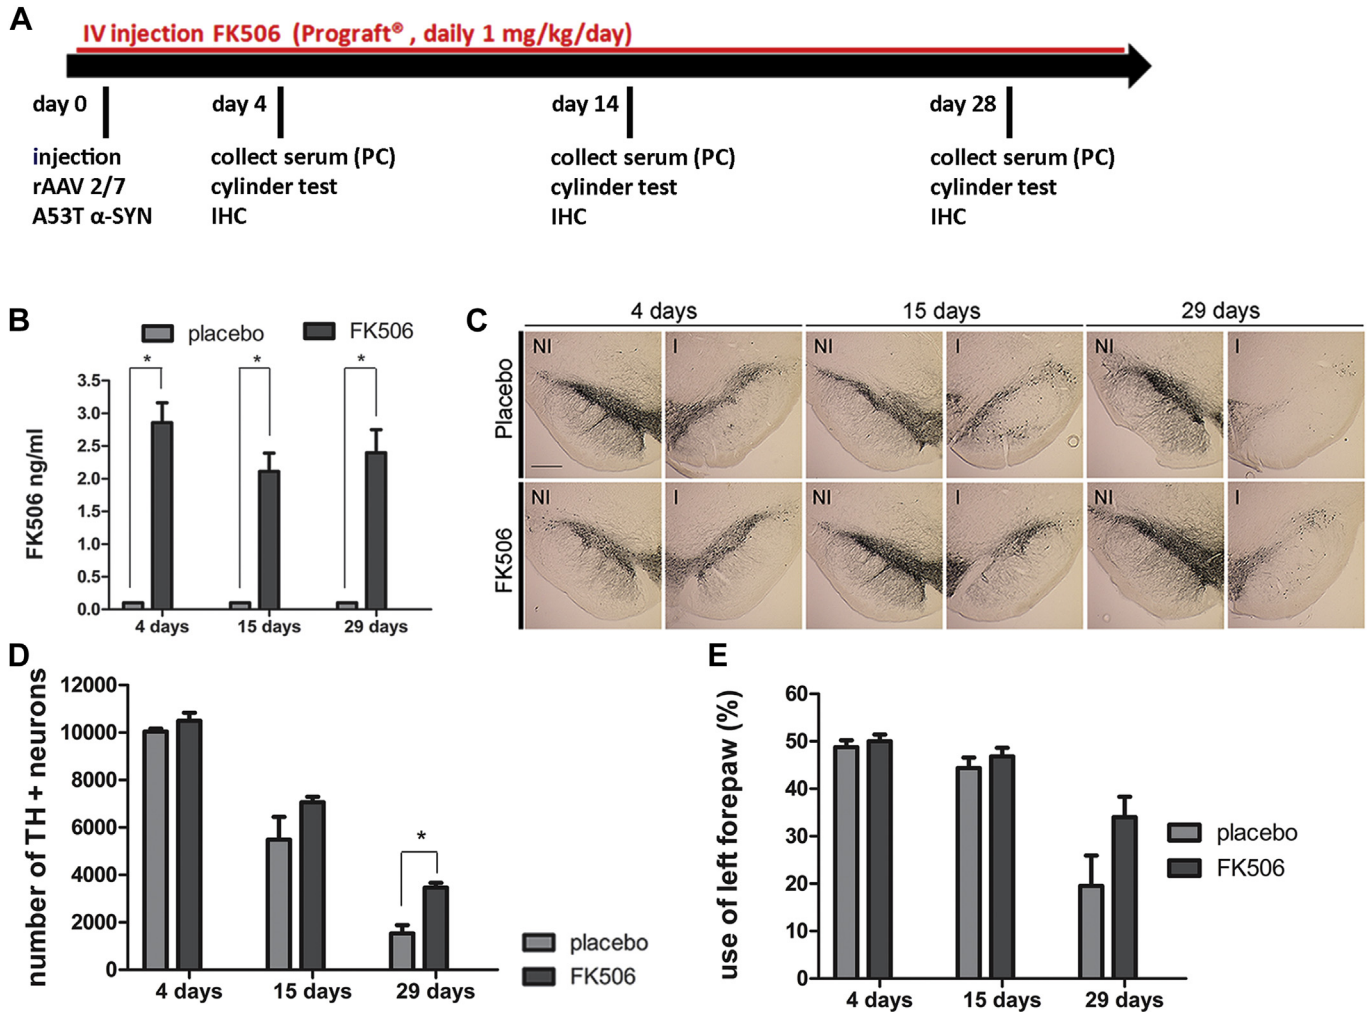 A
IV injection FK506 (Prograft®, daily 1 mg/kg/day)
day 0
day 4
day 14
day 28
injection
rAAV 2/7
A53T α-SYN
collect serum (PC)
cylinder test
IHC
collect serum (PC)
cylinder test
IHC
collect serum (PC)
cylinder test
IHC
B
placebo
FK506
* * *
FK506 ng/ml
3.5
3.0
2.5
2.0
1.5
1.0
0.5
0.0
4 days 15 days 29 days
C
4 days 15 days 29 days
Placebo
NI I NI I NI I
FK506
NI I NI I NI I
D
number of TH + neurons
12000
10000
8000
6000
4000
2000
0
*
4 days 15 days 29 days
placebo
FK506
E
use of left forepaw (%)
60
50
40
30
20
10
0
4 days 15 days 29 days
placebo
FK506